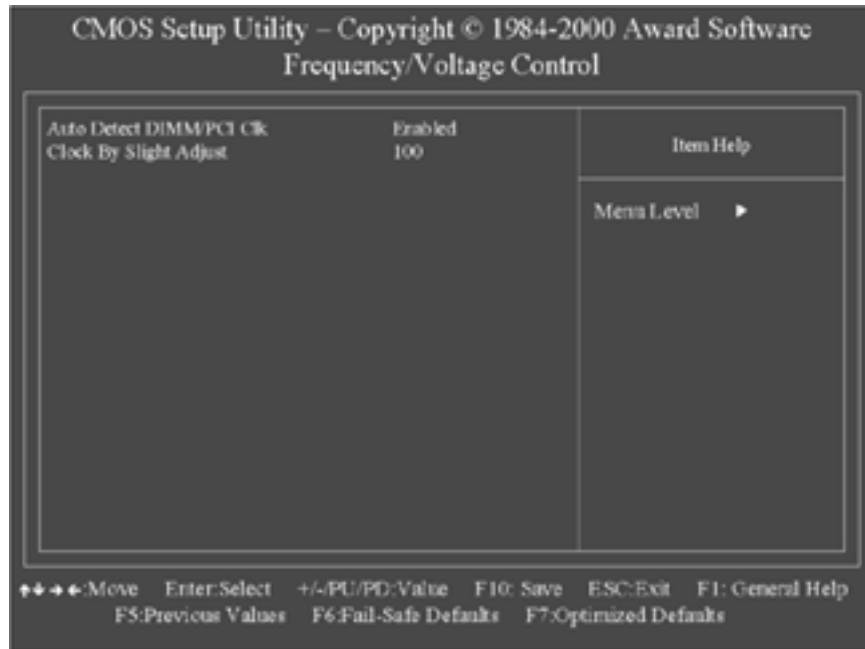 CMOS Setup Utility – Copyright © 1984-2000 Award Software
Frequency/Voltage Control
Auto Detect DIMM/PCI Clk Enabled
Clock By Slight Adjust 100
Item Help
Menu Level ▶
↑↓→←:Move Enter:Select +/-/PU/PD:Value F10: Save ESC:Exit F1: General Help
F5:Previous Values F6:Fail-Safe Defaults F7:Optimized Defaults